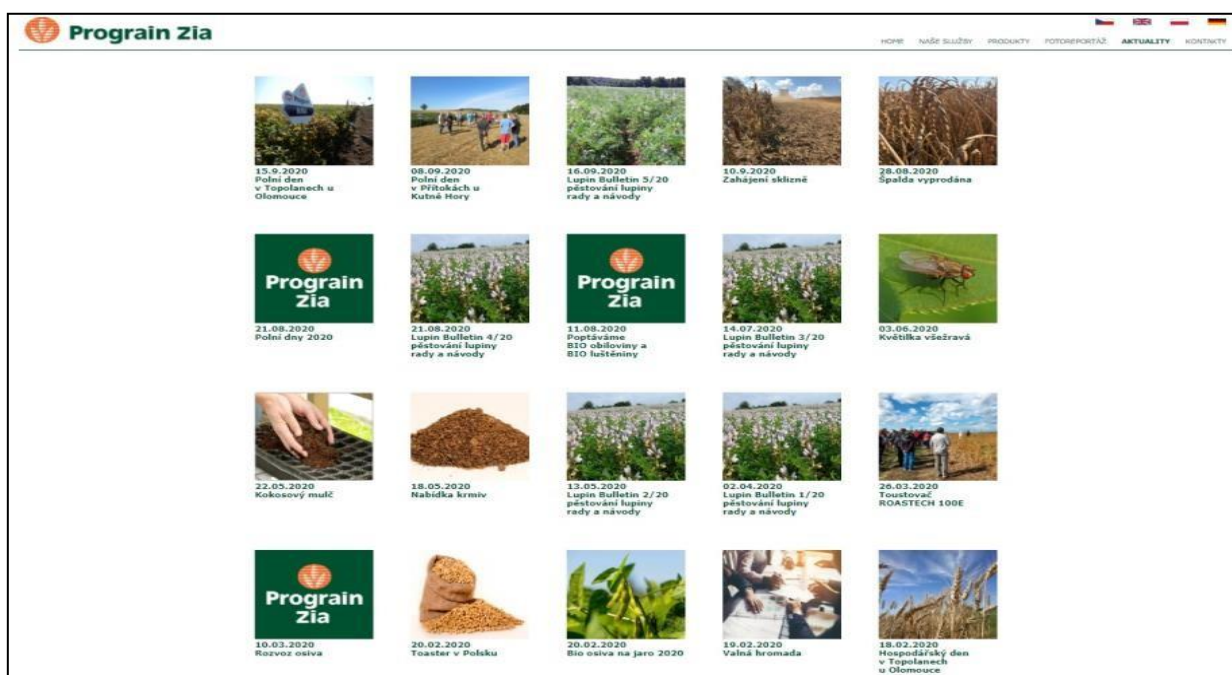 Prograin Zia
HOME NAŠE SLUŽBY PRODUKTY FOTOREPORTÁŽ AKTUALITY KONTAKTY
15.9.2020
Polní den
v Topolanech u
Olomouce
08.09.2020
Polní den
v Přítokách u
Kutné Hory
16.09.2020
Lupin Bulletin 5/20
pěstování lupiny
rady a návody
10.9.2020
Zahájení sklizně
28.08.2020
Špalda vyprodána
Prograin
Zia
21.08.2020
Polní dny 2020
21.08.2020
Lupin Bulletin 4/20
pěstování lupiny
rady a návody
Prograin
Zia
11.08.2020
Poptáváme
BIO obiloviny a
BIO luštěniny
14.07.2020
Lupin Bulletin 3/20
pěstování lupiny
rady a návody
03.06.2020
Květilka všežravá
22.05.2020
Kokosový mulč
18.05.2020
Nabídka krmiv
13.05.2020
Lupin Bulletin 2/20
pěstování lupiny
rady a návody
02.04.2020
Lupin Bulletin 1/20
pěstování lupiny
rady a návody
26.03.2020
Toustovač
ROASTECH 100E
Prograin
Zia
10.03.2020
Rozvoz osiva
20.02.2020
Toaster v Polsku
20.02.2020
Bio osiva na jaro 2020
19.02.2020
Valná hromada
18.02.2020
Hospodářský den
v Topolanech
u Olomouce